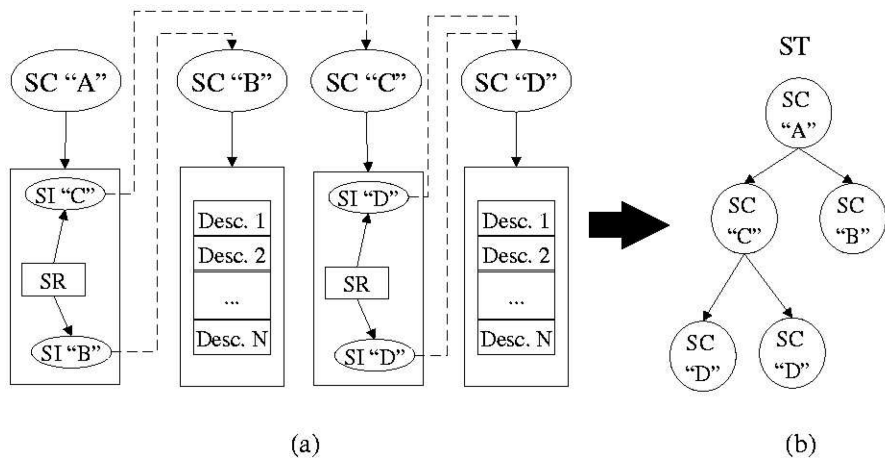 SC “A”
SC “B”
SC “C”
SC “D”
SI “C”
SR
SI “B”
Desc. 1
Desc. 2
...
Desc. N
SI “D”
SR
SI “D”
Desc. 1
Desc. 2
...
Desc. N
(a)
ST
SC
“A”
SC
“C”
SC
“B”
SC
“D”
SC
“D”
(b)